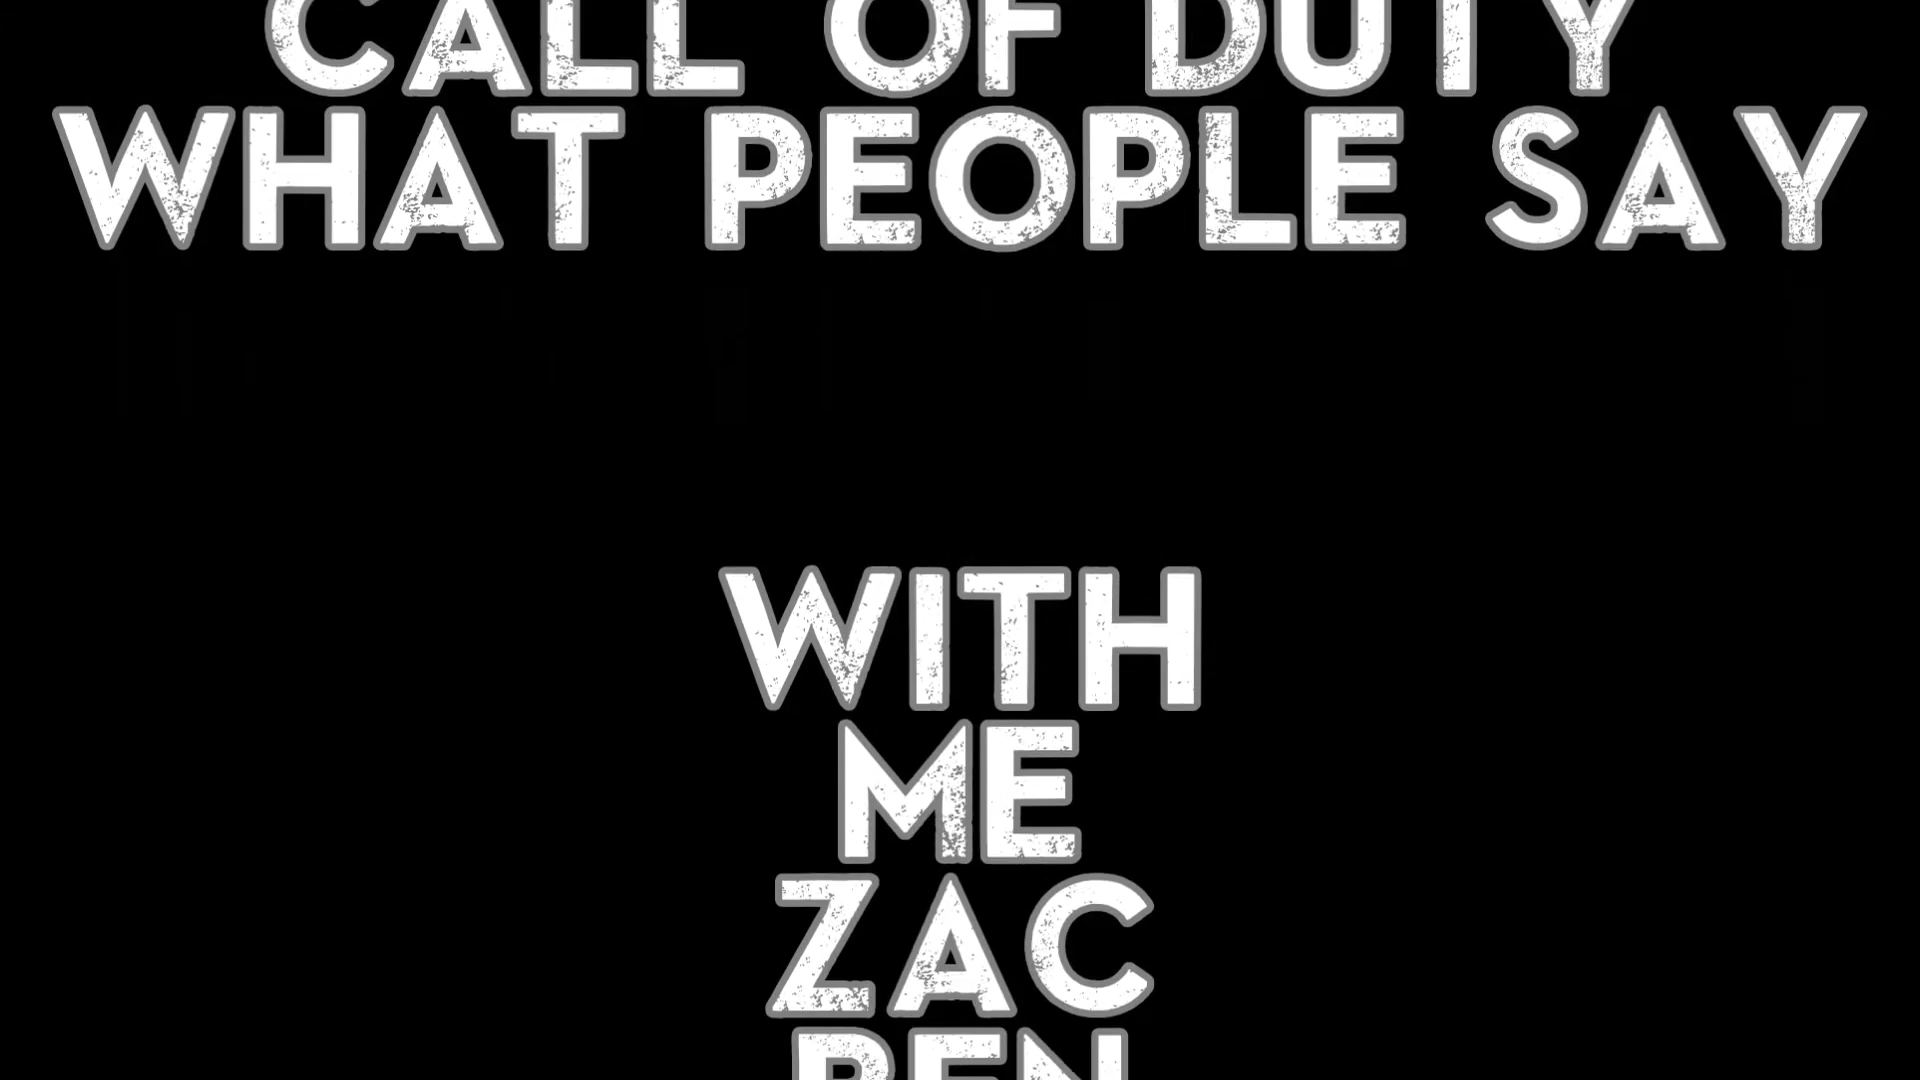 CALL OF DUTY
WHAT PEOPLE SAY
WITH
ME
ZAC